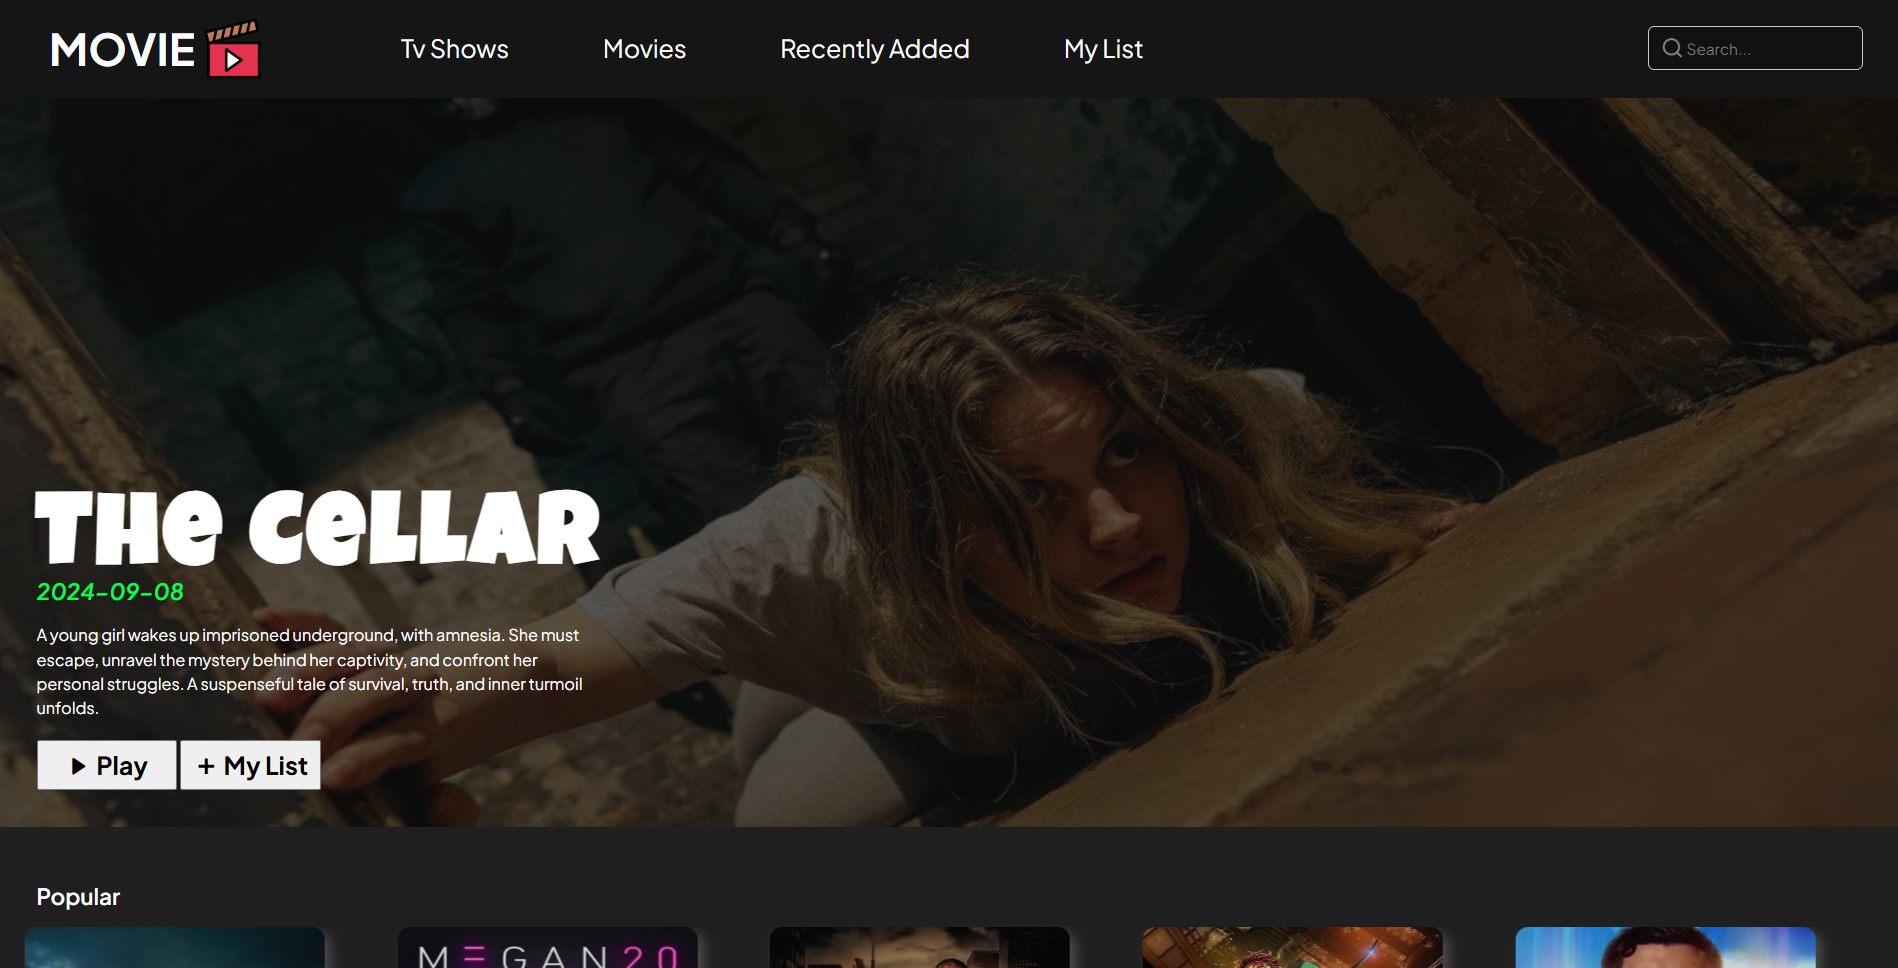 MOVIE
Tv Shows
Movies
Recently Added
My List
Search...
THe CeLLAR
2024-09-08
A young girl wakes up imprisoned underground, with amnesia. She must
escape, unravel the mystery behind her captivity, and confront her
personal struggles. A suspenseful tale of survival, truth, and inner turmoil
unfolds.
Play
+ My List
Popular
MEGAN 2.0